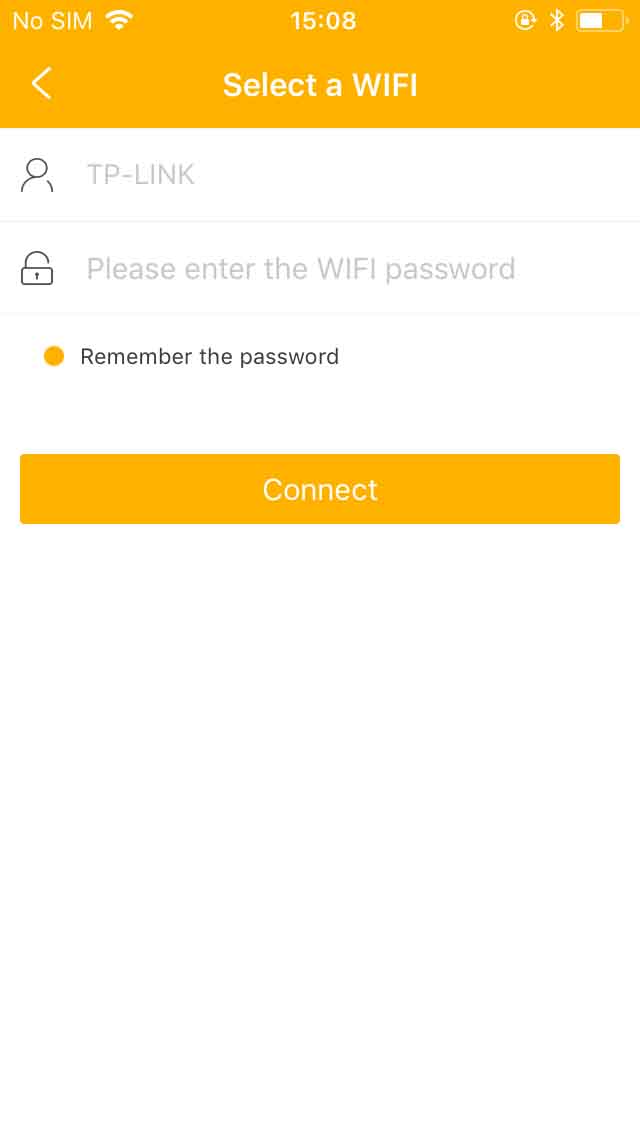 No SIM 15:08
Select a WIFI
TP-LINK
Please enter the WIFI password
Remember the password
Connect